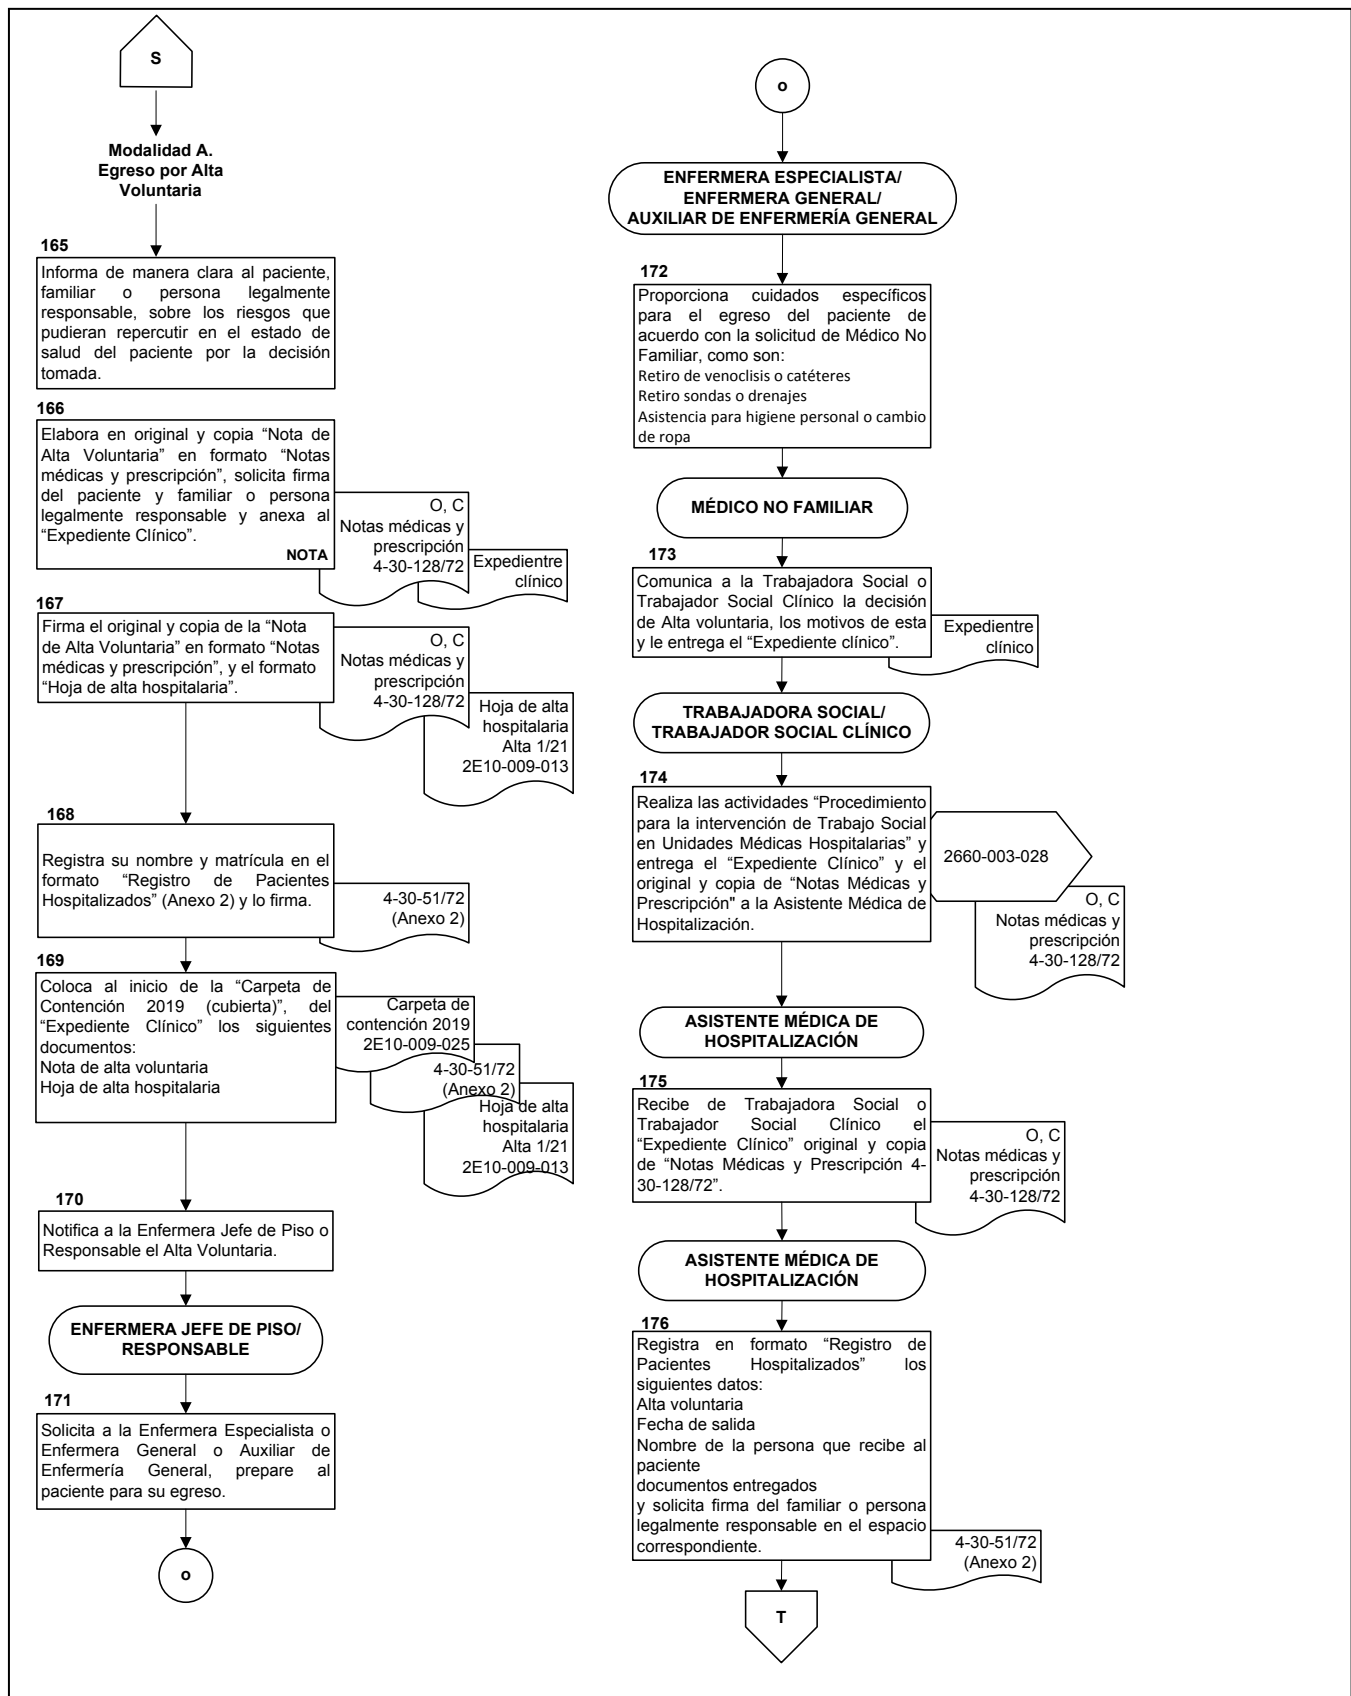 S
Modalidad A.
Egreso por Alta
Voluntaria
165
Informa de manera clara al paciente,
familiar o persona legalmente
responsable, sobre los riesgos que
pudieran repercutir en el estado de
salud del paciente por la decisión
tomada.
166
Elabora en original y copia “Nota de
Alta Voluntaria” en formato “Notas
médicas y prescripción”, solicita firma
del paciente y familiar o persona
legalmente responsable y anexa al
“Expediente Clínico”.
NOTA
O, C
Notas médicas y
prescripción
4-30-128/72
Expedientre
clínico
167
Firma el original y copia de la “Nota
de Alta Voluntaria” en formato “Notas
médicas y prescripción”, y el formato
“Hoja de alta hospitalaria”.
O, C
Notas médicas y
prescripción
4-30-128/72
Hoja de alta
hospitalaria
Alta 1/21
2E10-009-013
168
Registra su nombre y matrícula en el
formato “Registro de Pacientes
Hospitalizados” (Anexo 2) y lo firma.
4-30-51/72
(Anexo 2)
169
Coloca al inicio de la “Carpeta de
Contención 2019 (cubierta)”, del
“Expediente Clínico” los siguientes
documentos:
Nota de alta voluntaria
Hoja de alta hospitalaria
Carpeta de
contención 2019
2E10-009-025
4-30-51/72
(Anexo 2)
Hoja de alta
hospitalaria
Alta 1/21
2E10-009-013
170
Notifica a la Enfermera Jefe de Piso o
Responsable el Alta Voluntaria.
ENFERMERA JEFE DE PISO/
RESPONSABLE
171
Solicita a la Enfermera Especialista o
Enfermera General o Auxiliar de
Enfermería General, prepare al
paciente para su egreso.
o
o
ENFERMERA ESPECIALISTA/
ENFERMERA GENERAL/
AUXILIAR DE ENFERMERÍA GENERAL
172
Proporciona cuidados específicos
para el egreso del paciente de
acuerdo con la solicitud de Médico No
Familiar, como son:
Retiro de venoclisis o catéteres
Retiro sondas o drenajes
Asistencia para higiene personal o cambio
de ropa
MÉDICO NO FAMILIAR
173
Comunica a la Trabajadora Social o
Trabajador Social Clínico la decisión
de Alta voluntaria, los motivos de esta
y le entrega el “Expediente clínico”.
Expedientre
clínico
TRABAJADORA SOCIAL/
TRABAJADOR SOCIAL CLÍNICO
174
Realiza las actividades “Procedimiento
para la intervención de Trabajo Social
en Unidades Médicas Hospitalarias” y
entrega el “Expediente Clínico” y el
original y copia de “Notas Médicas y
Prescripción" a la Asistente Médica de
Hospitalización.
2660-003-028
O, C
Notas médicas y
prescripción
4-30-128/72
ASISTENTE MÉDICA DE
HOSPITALIZACIÓN
175
Recibe de Trabajadora Social o
Trabajador Social Clínico el
“Expediente Clínico” original y copia
de “Notas Médicas y Prescripción 4-
30-128/72”.
O, C
Notas médicas y
prescripción
4-30-128/72
ASISTENTE MÉDICA DE
HOSPITALIZACIÓN
176
Registra en formato “Registro de
Pacientes Hospitalizados” los
siguientes datos:
Alta voluntaria
Fecha de salida
Nombre de la persona que recibe al
paciente
documentos entregados
y solicita firma del familiar o persona
legalmente responsable en el espacio
correspondiente.
4-30-51/72
(Anexo 2)
T